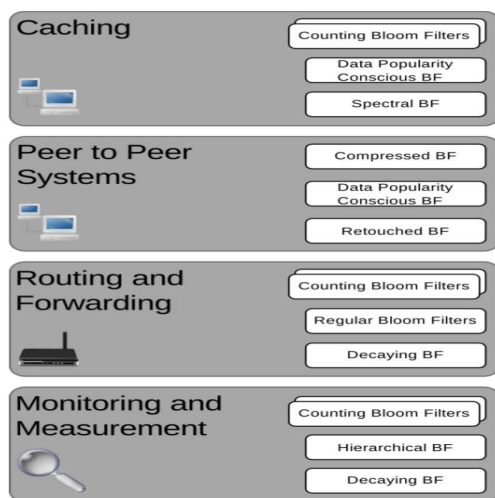 Caching
Counting Bloom Filters
Data Popularity
Conscious BF
Spectral BF
Peer to Peer
Systems
Compressed BF
Data Popularity
Conscious BF
Retouched BF
Routing and
Forwarding
Counting Bloom Filters
Regular Bloom Filters
Decaying BF
Monitoring and
Measurement
Counting Bloom Filters
Hierarchical BF
Decaying BF